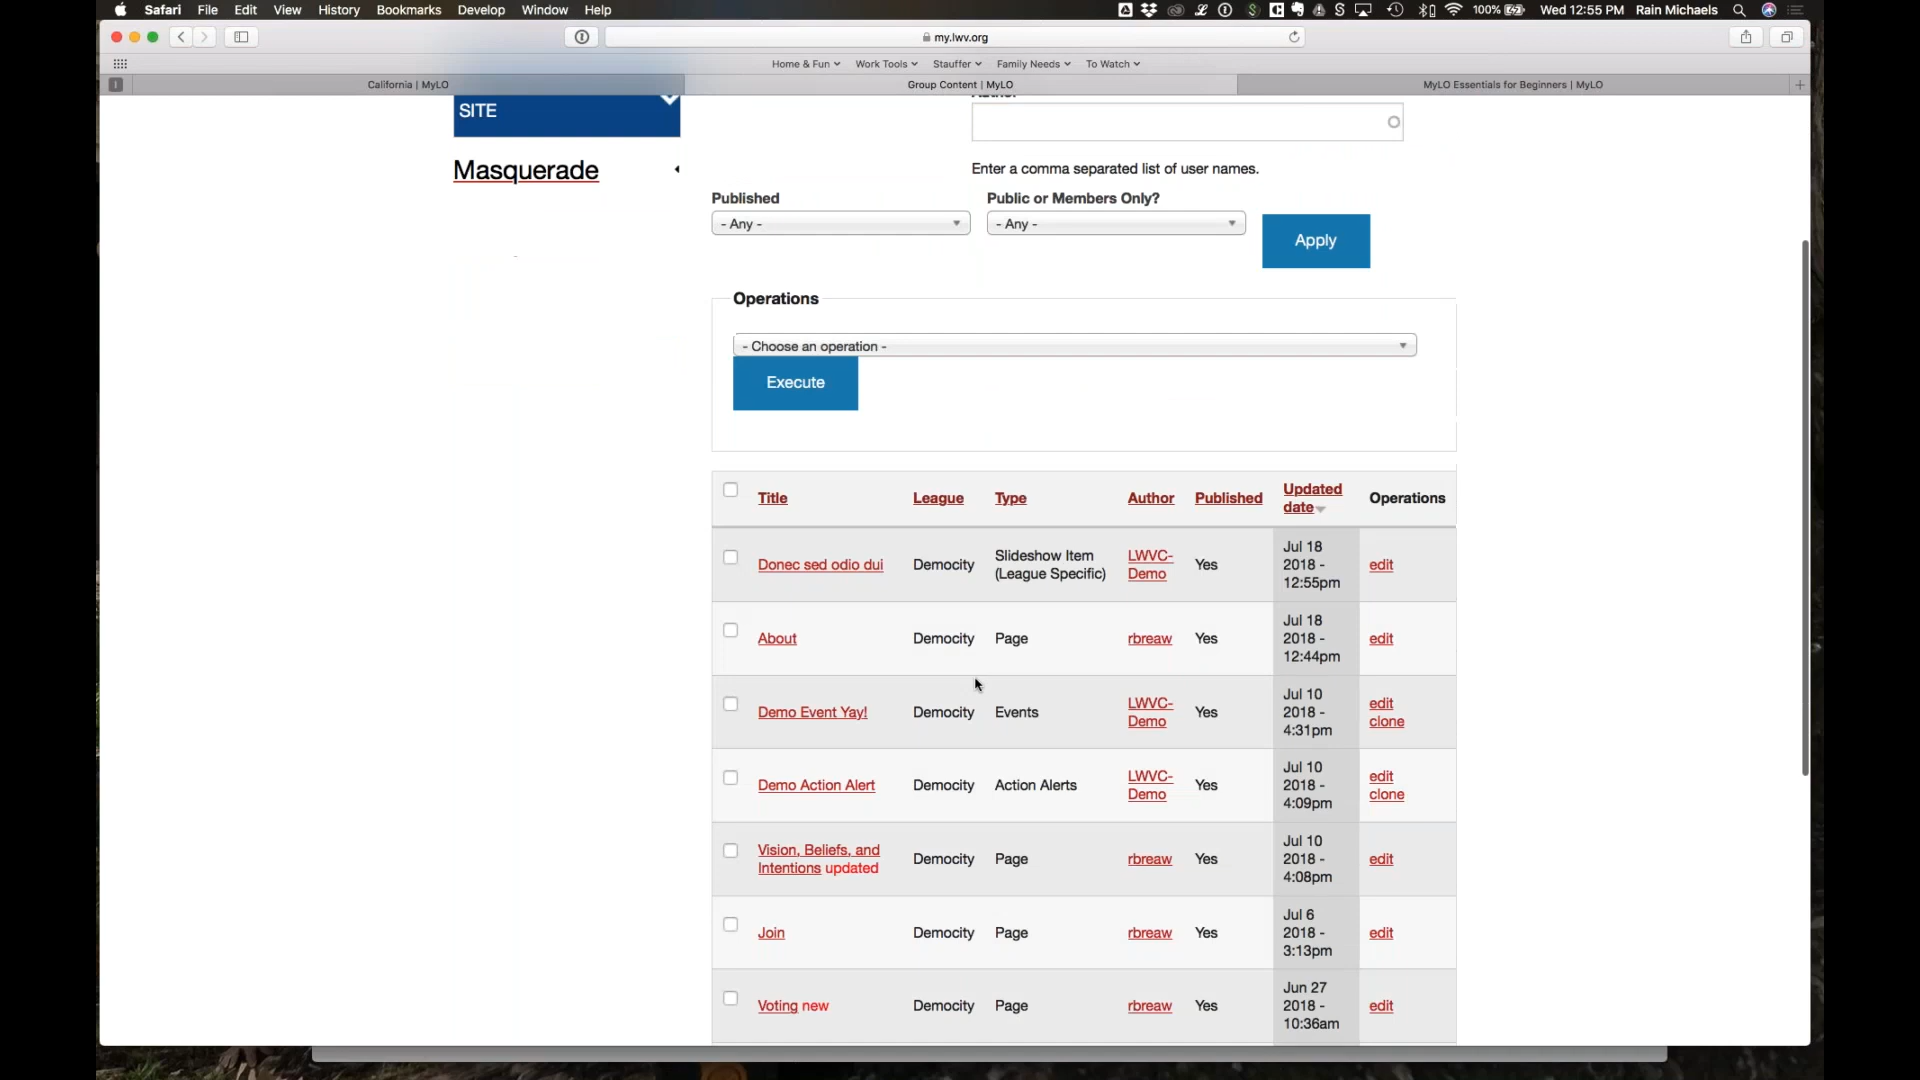 Safari File Edit View History Bookmarks Develop Window Help 100% Wed 12:55 PM Rain Michaels
my.lwv.org
Home & Fun Work Tools Stauffer Family Needs To Watch
California | MyLO Group Content | MyLO MyLO Essentials for Beginners | MyLO
SITE
Masquerade
Enter a comma separated list of user names.
Published Public or Members Only?
- Any - - Any -
Apply
Operations
- Choose an operation -
Execute
Title League Type Author Published Updated date Operations
Donec sed odio dui Democity Slideshow Item (League Specific) LWVC-Demo Yes Jul 18 2018 - 12:55pm edit
About Democity Page rbreaw Yes Jul 18 2018 - 12:44pm edit
Demo Event Yay! Democity Events LWVC-Demo Yes Jul 10 2018 - 4:31pm edit clone
Demo Action Alert Democity Action Alerts LWVC-Demo Yes Jul 10 2018 - 4:09pm edit clone
Vision, Beliefs, and Intentions updated Democity Page rbreaw Yes Jul 10 2018 - 4:08pm edit
Join Democity Page rbreaw Yes Jul 6 2018 - 3:13pm edit
Voting new Democity Page rbreaw Yes Jun 27 2018 - 10:36am edit